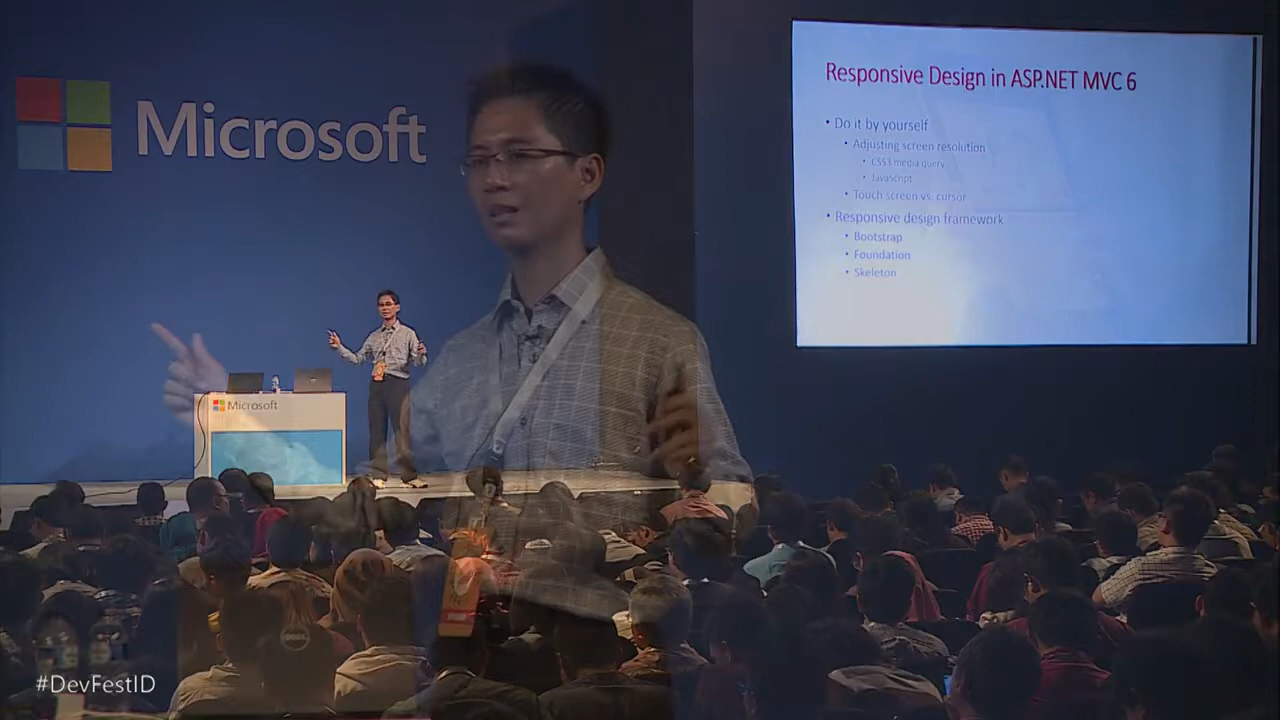 Microsoft
Responsive Design in ASP.NET MVC 6
• Do it by yourself
• Adjusting screen resolution
• CSS3 media query
• Javascript
• Touch screen vs. cursor
• Responsive design framework
• Bootstrap
• Foundation
• Skeleton
Microsoft
DELL
#DevFestID